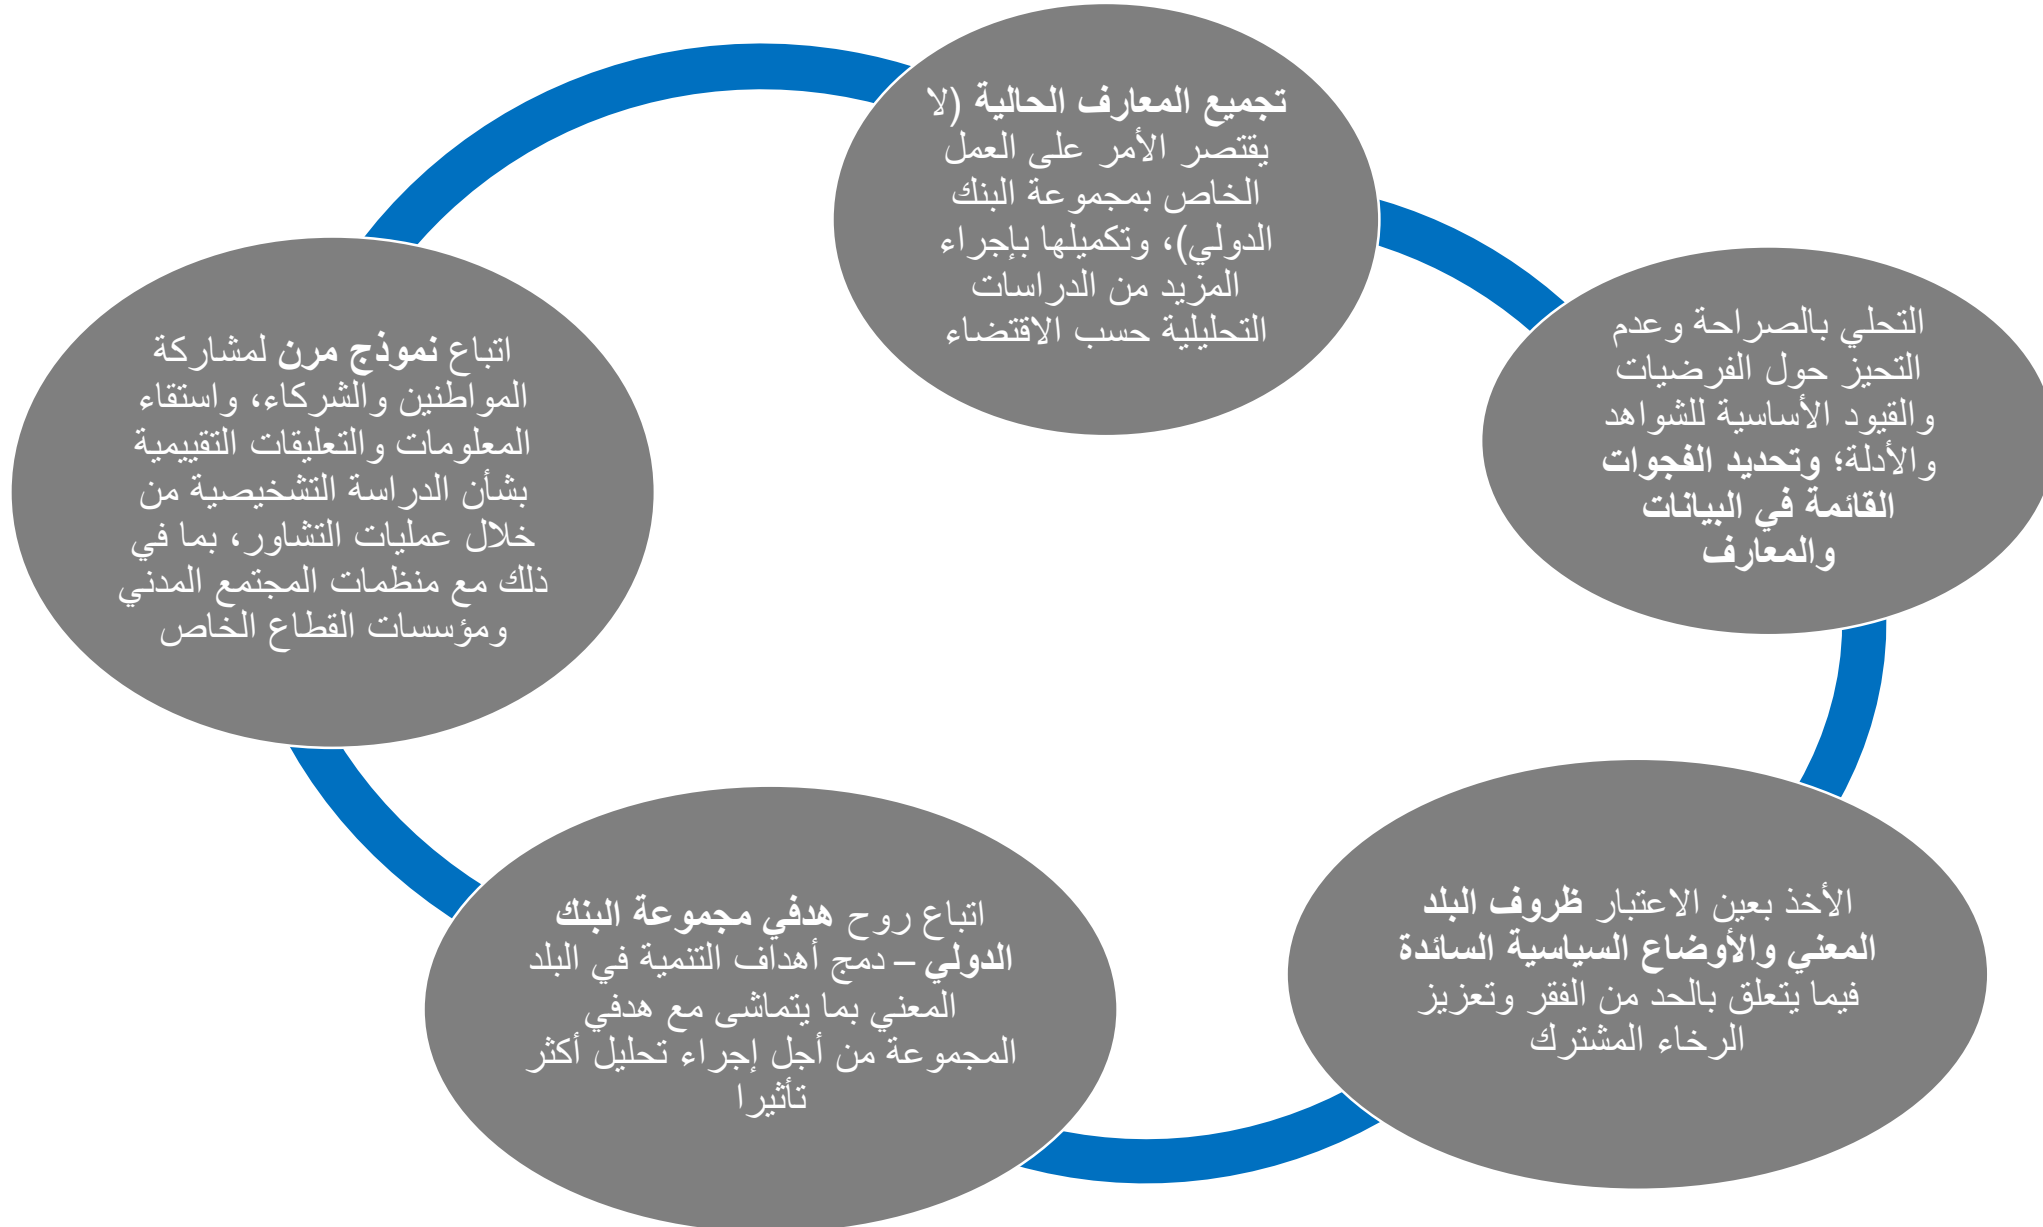 تجميع المعارف الحالية (لا
يقتصر الأمر على العمل
الخاص بمجموعة البنك
الدولي)، وتكميلها بإجراء
المزيد من الدراسات
التحليلية حسب الاقتضاء
التحلي بالصراحة وعدم
التحيز حول الفرضيات
والقيود الأساسية للشواهد
والأدلة؛ وتحديد الفجوات
القائمة في البيانات
والمعارف
الأخذ بعين الاعتبار ظروف البلد
المعني والأوضاع السياسية السائدة
فيما يتعلق بالحد من الفقر وتعزيز
الرخاء المشترك
اتباع روح هدفي مجموعة البنك
الدولي – دمج أهداف التنمية في البلد
المعني بما يتماشى مع هدفي
المجموعة من أجل إجراء تحليل أكثر
تأثيرا
اتباع نموذج مرن لمشاركة
المواطنين والشركاء، واستقاء
المعلومات والتعليقات التقييمية
بشأن الدراسة التشخيصية من
خلال عمليات التشاور، بما في
ذلك مع منظمات المجتمع المدني
ومؤسسات القطاع الخاص